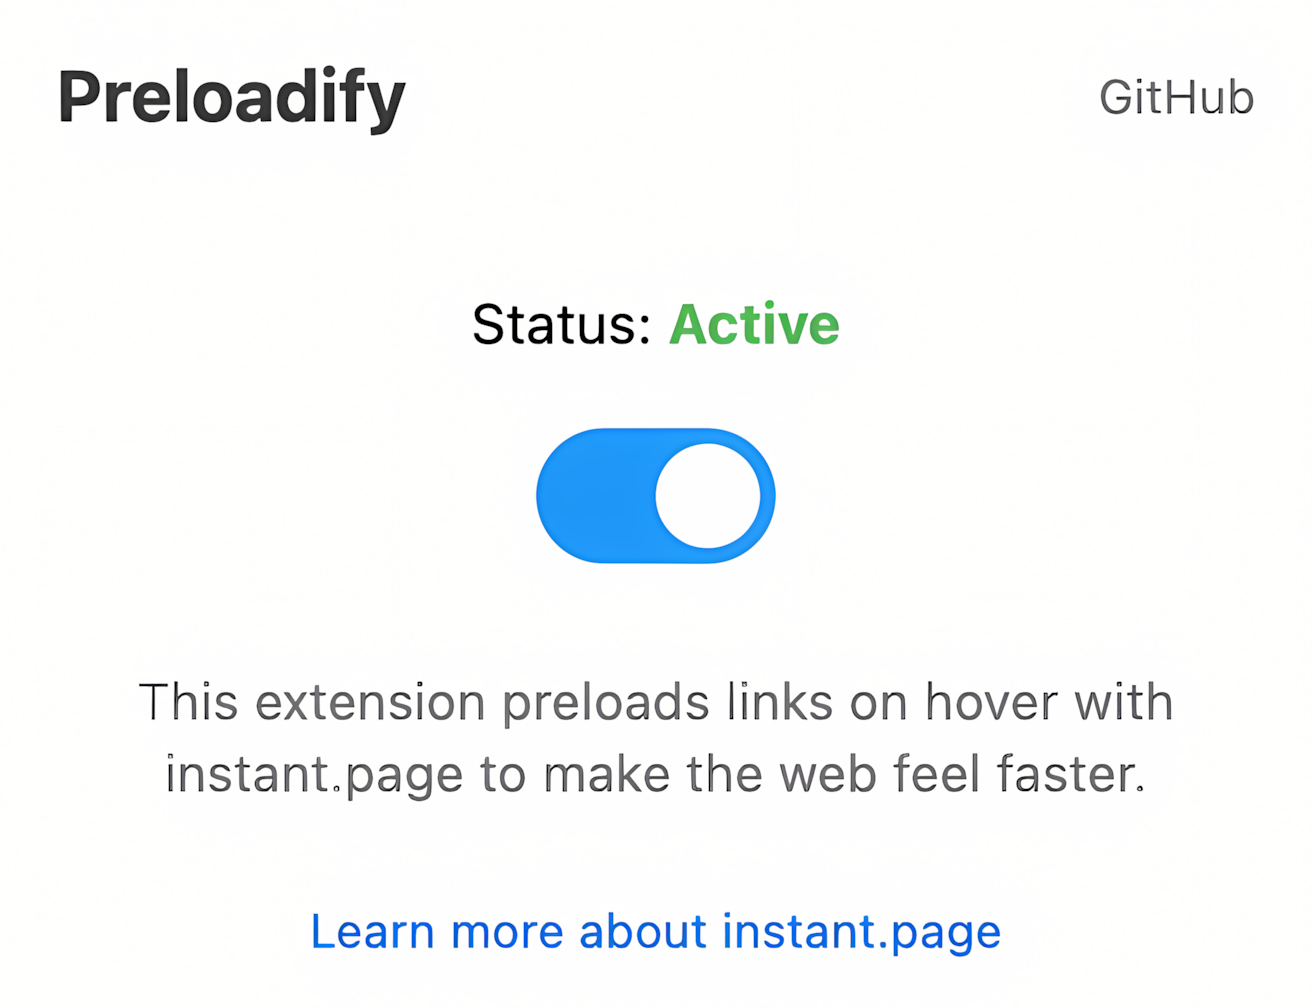 Preloadify
GitHub
Status: Active
This extension preloads links on hover with
instant.page to make the web feel faster.
Learn more about instant.page